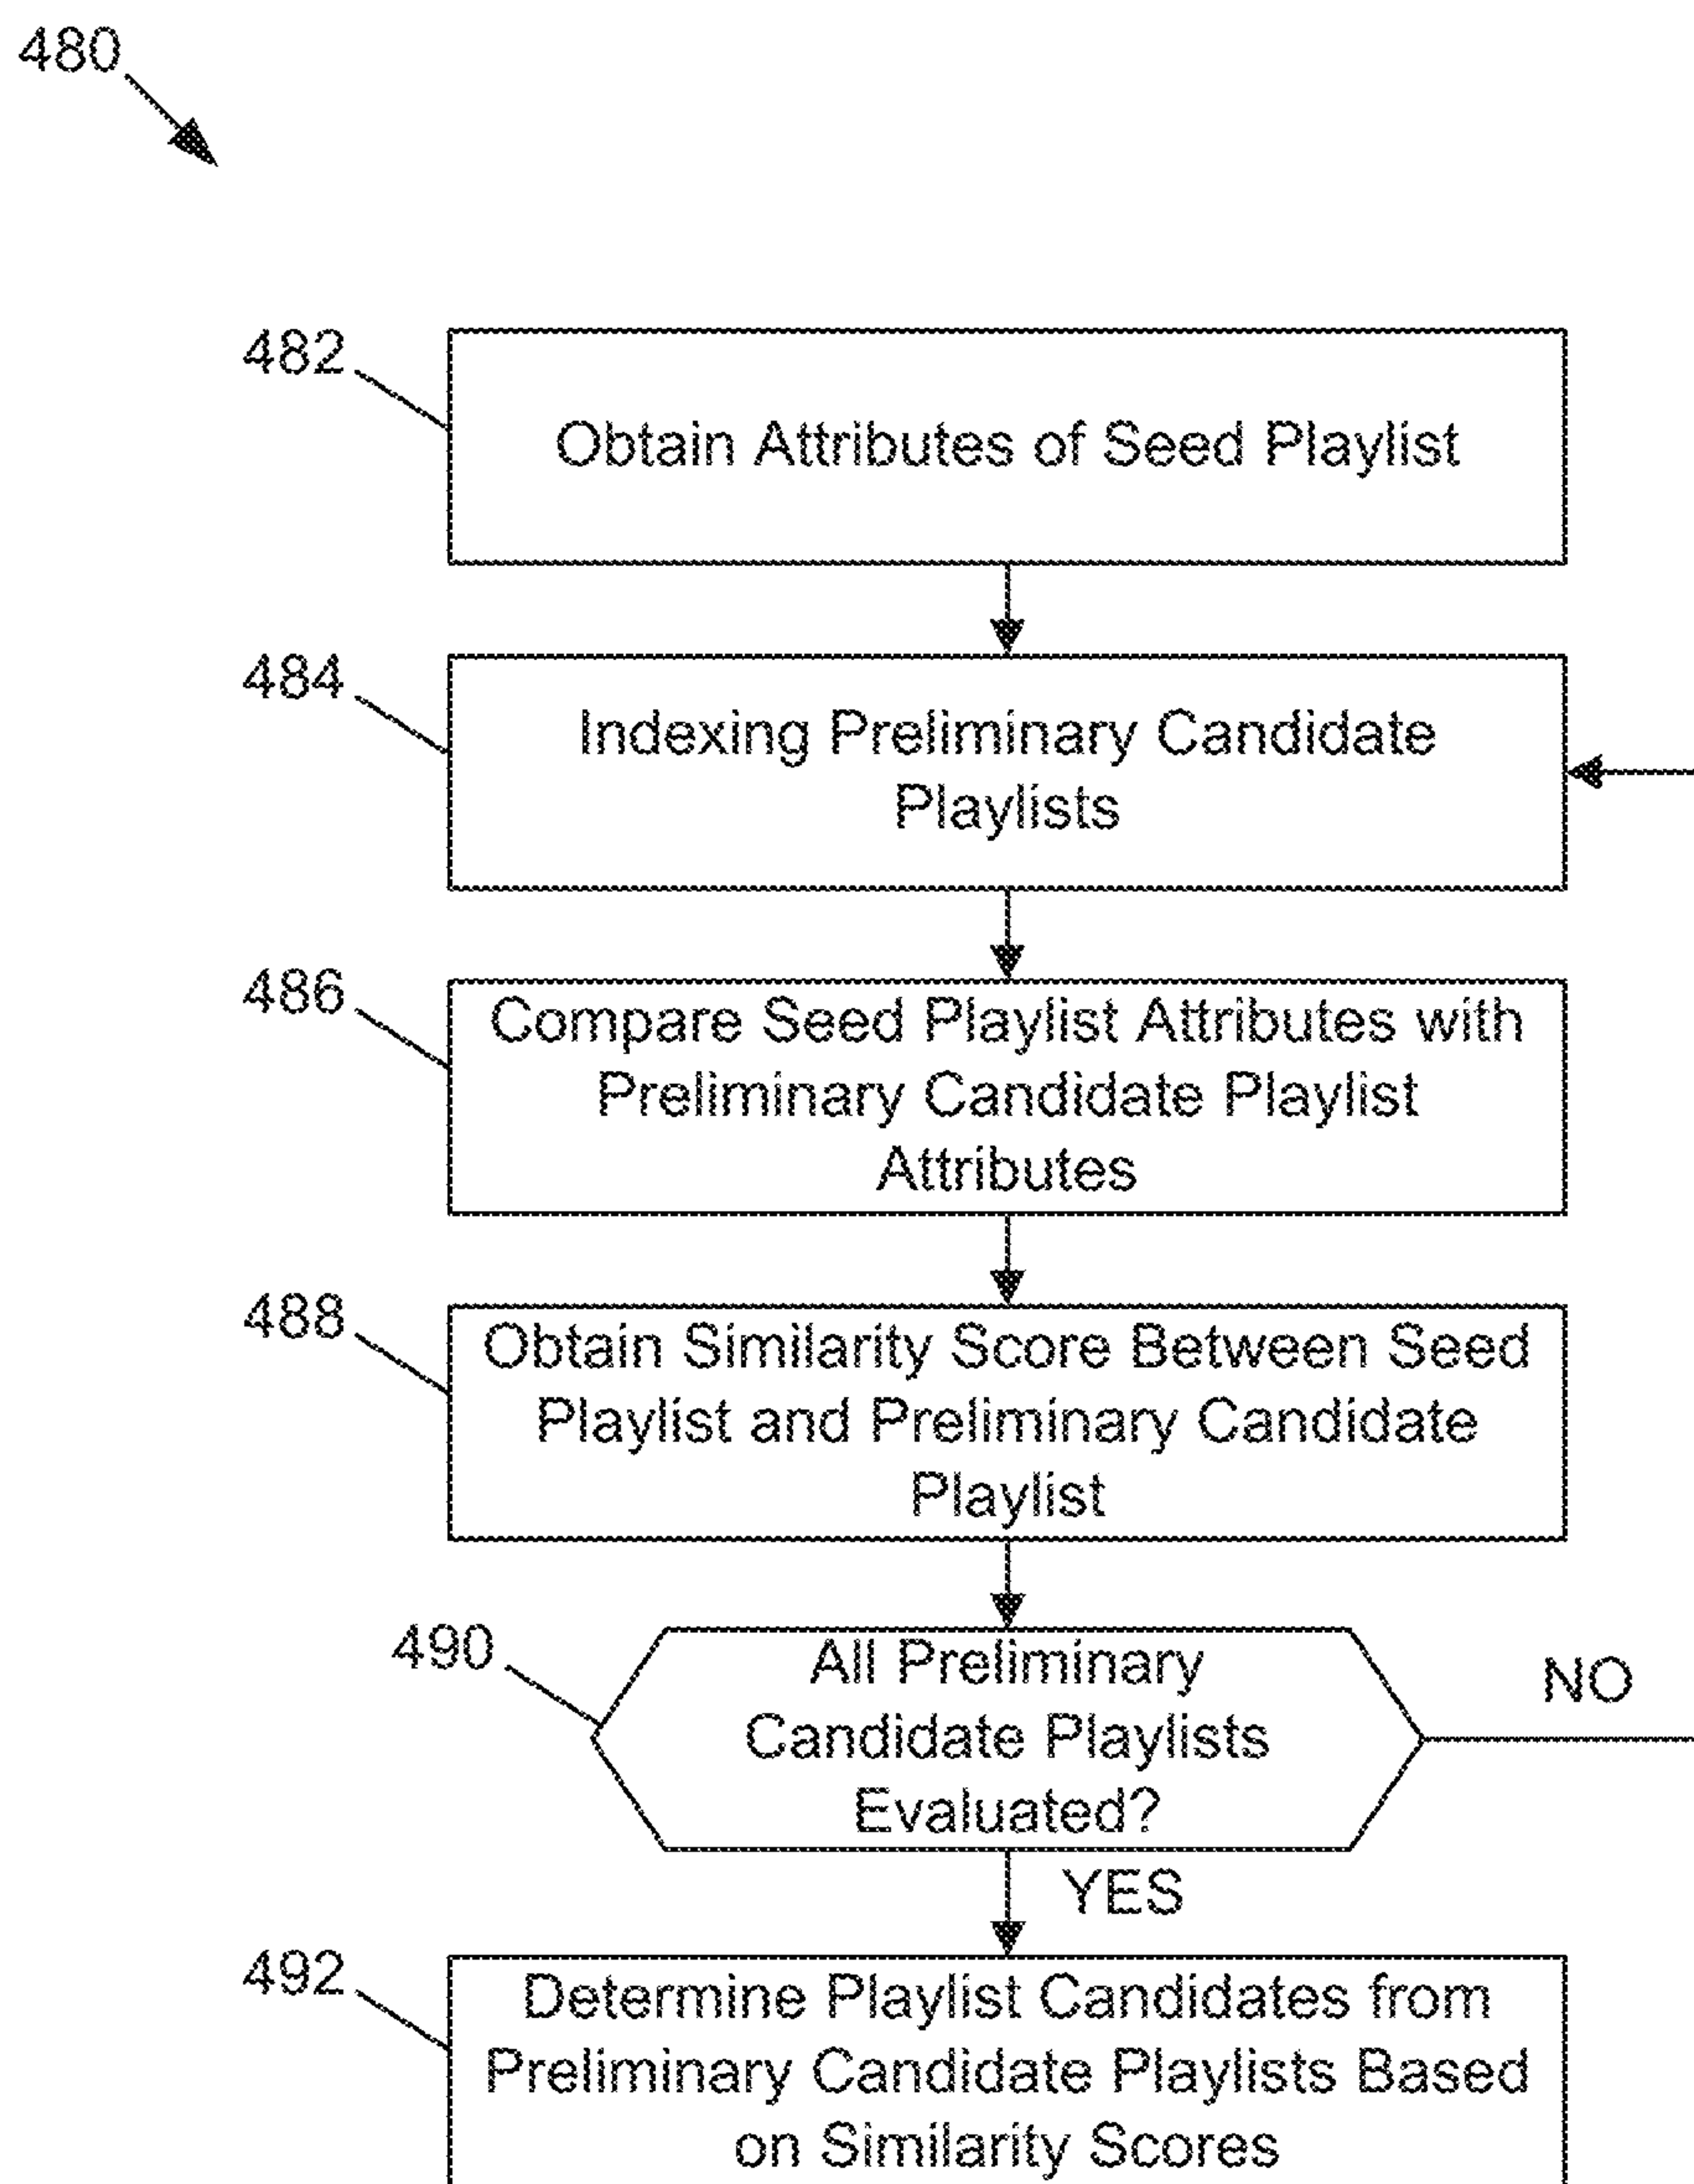 480
482
Obtain Attributes of Seed Playlist
484
Indexing Preliminary Candidate
Playlists
486
Compare Seed Playlist Attributes with
Preliminary Candidate Playlist
Attributes
488
Obtain Similarity Score Between Seed
Playlist and Preliminary Candidate
Playlist
490
All Preliminary
Candidate Playlists
Evaluated?
NO
YES
492
Determine Playlist Candidates from
Preliminary Candidate Playlists Based
on Similarity Scores